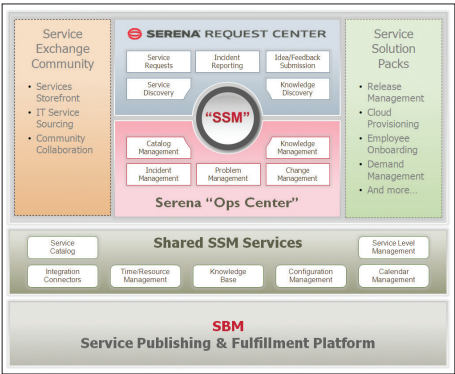 Service
Exchange
Community
• Services
Storefront
• IT Service
Sourcing
• Community
Collaboration
SERENA® REQUEST CENTER
Service
Requests
Incident
Reporting
Idea/Feedback
Submission
Service
Discovery
Knowledge
Discovery
"SSM"
Catalog
Management
Knowledge
Management
Incident
Management
Problem
Management
Change
Management
Serena "Ops Center"
Service
Solution
Packs
• Release
Management
• Cloud
Provisioning
• Employee
Onboarding
• Demand
Management
• And more...
Shared SSM Services
Service
Catalog
Service Level
Management
Integration
Connectors
Time/Resource
Management
Knowledge
Base
Configuration
Management
Calendar
Management
SBM
Service Publishing & Fulfillment Platform